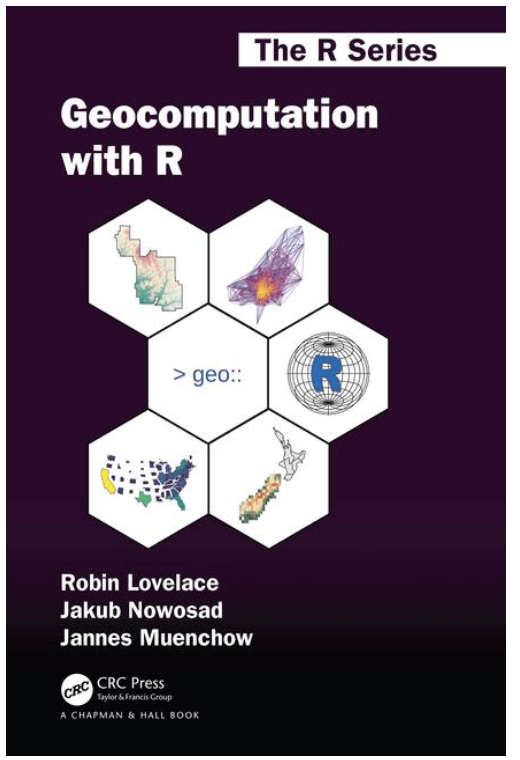 The R Series
Geocomputation
with R
> geo::
R
Robin Lovelace
Jakub Nowosad
Jannes Muenchow
CRC
CRC Press
Taylor & Francis Group
A CHAPMAN & HALL BOOK